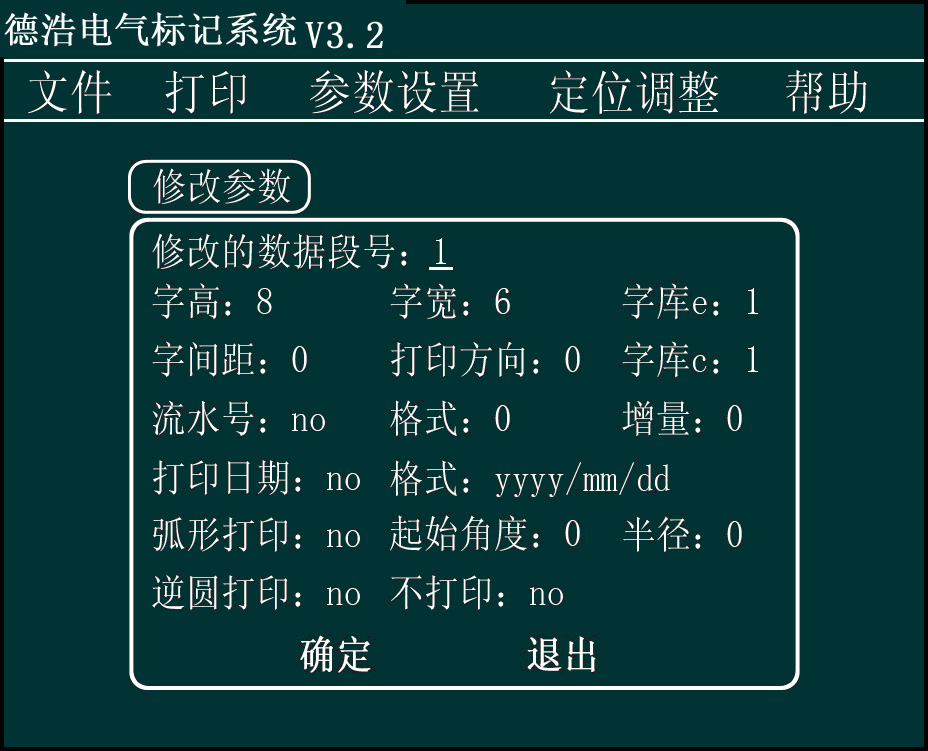 德浩电气标记系统 V3.2
文件 打印 参数设置 定位调整 帮助
修改参数
修改的数据段号：1
字高：8 字宽：6 字库e：1
字间距：0 打印方向：0 字库c：1
流水号：no 格式：0 增量：0
打印日期：no 格式：yyyy/mm/dd
弧形打印：no 起始角度：0 半径：0
逆圆打印：no 不打印：no
确定 退出